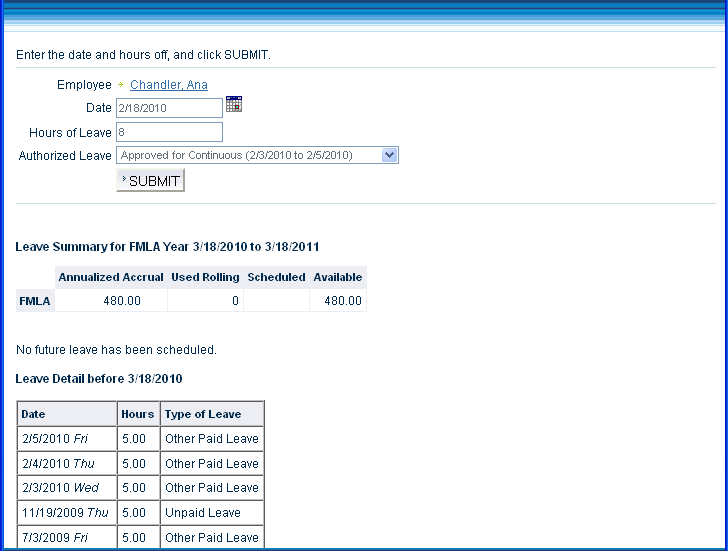 Enter the date and hours off, and click SUBMIT.
Employee Chandler, Ana
Date 2/18/2010
Hours of Leave 8
Authorized Leave Approved for Continuous (2/3/2010 to 2/5/2010)
SUBMIT
Leave Summary for FMLA Year 3/18/2010 to 3/18/2011
Annualized Accrual Used Rolling Scheduled Available
FMLA 480.00 0 480.00
No future leave has been scheduled.
Leave Detail before 3/18/2010
Date Hours Type of Leave
2/5/2010 Fri 5.00 Other Paid Leave
2/4/2010 Thu 5.00 Other Paid Leave
2/3/2010 Wed 5.00 Other Paid Leave
11/19/2009 Thu 5.00 Unpaid Leave
7/3/2009 Fri 5.00 Other Paid Leave